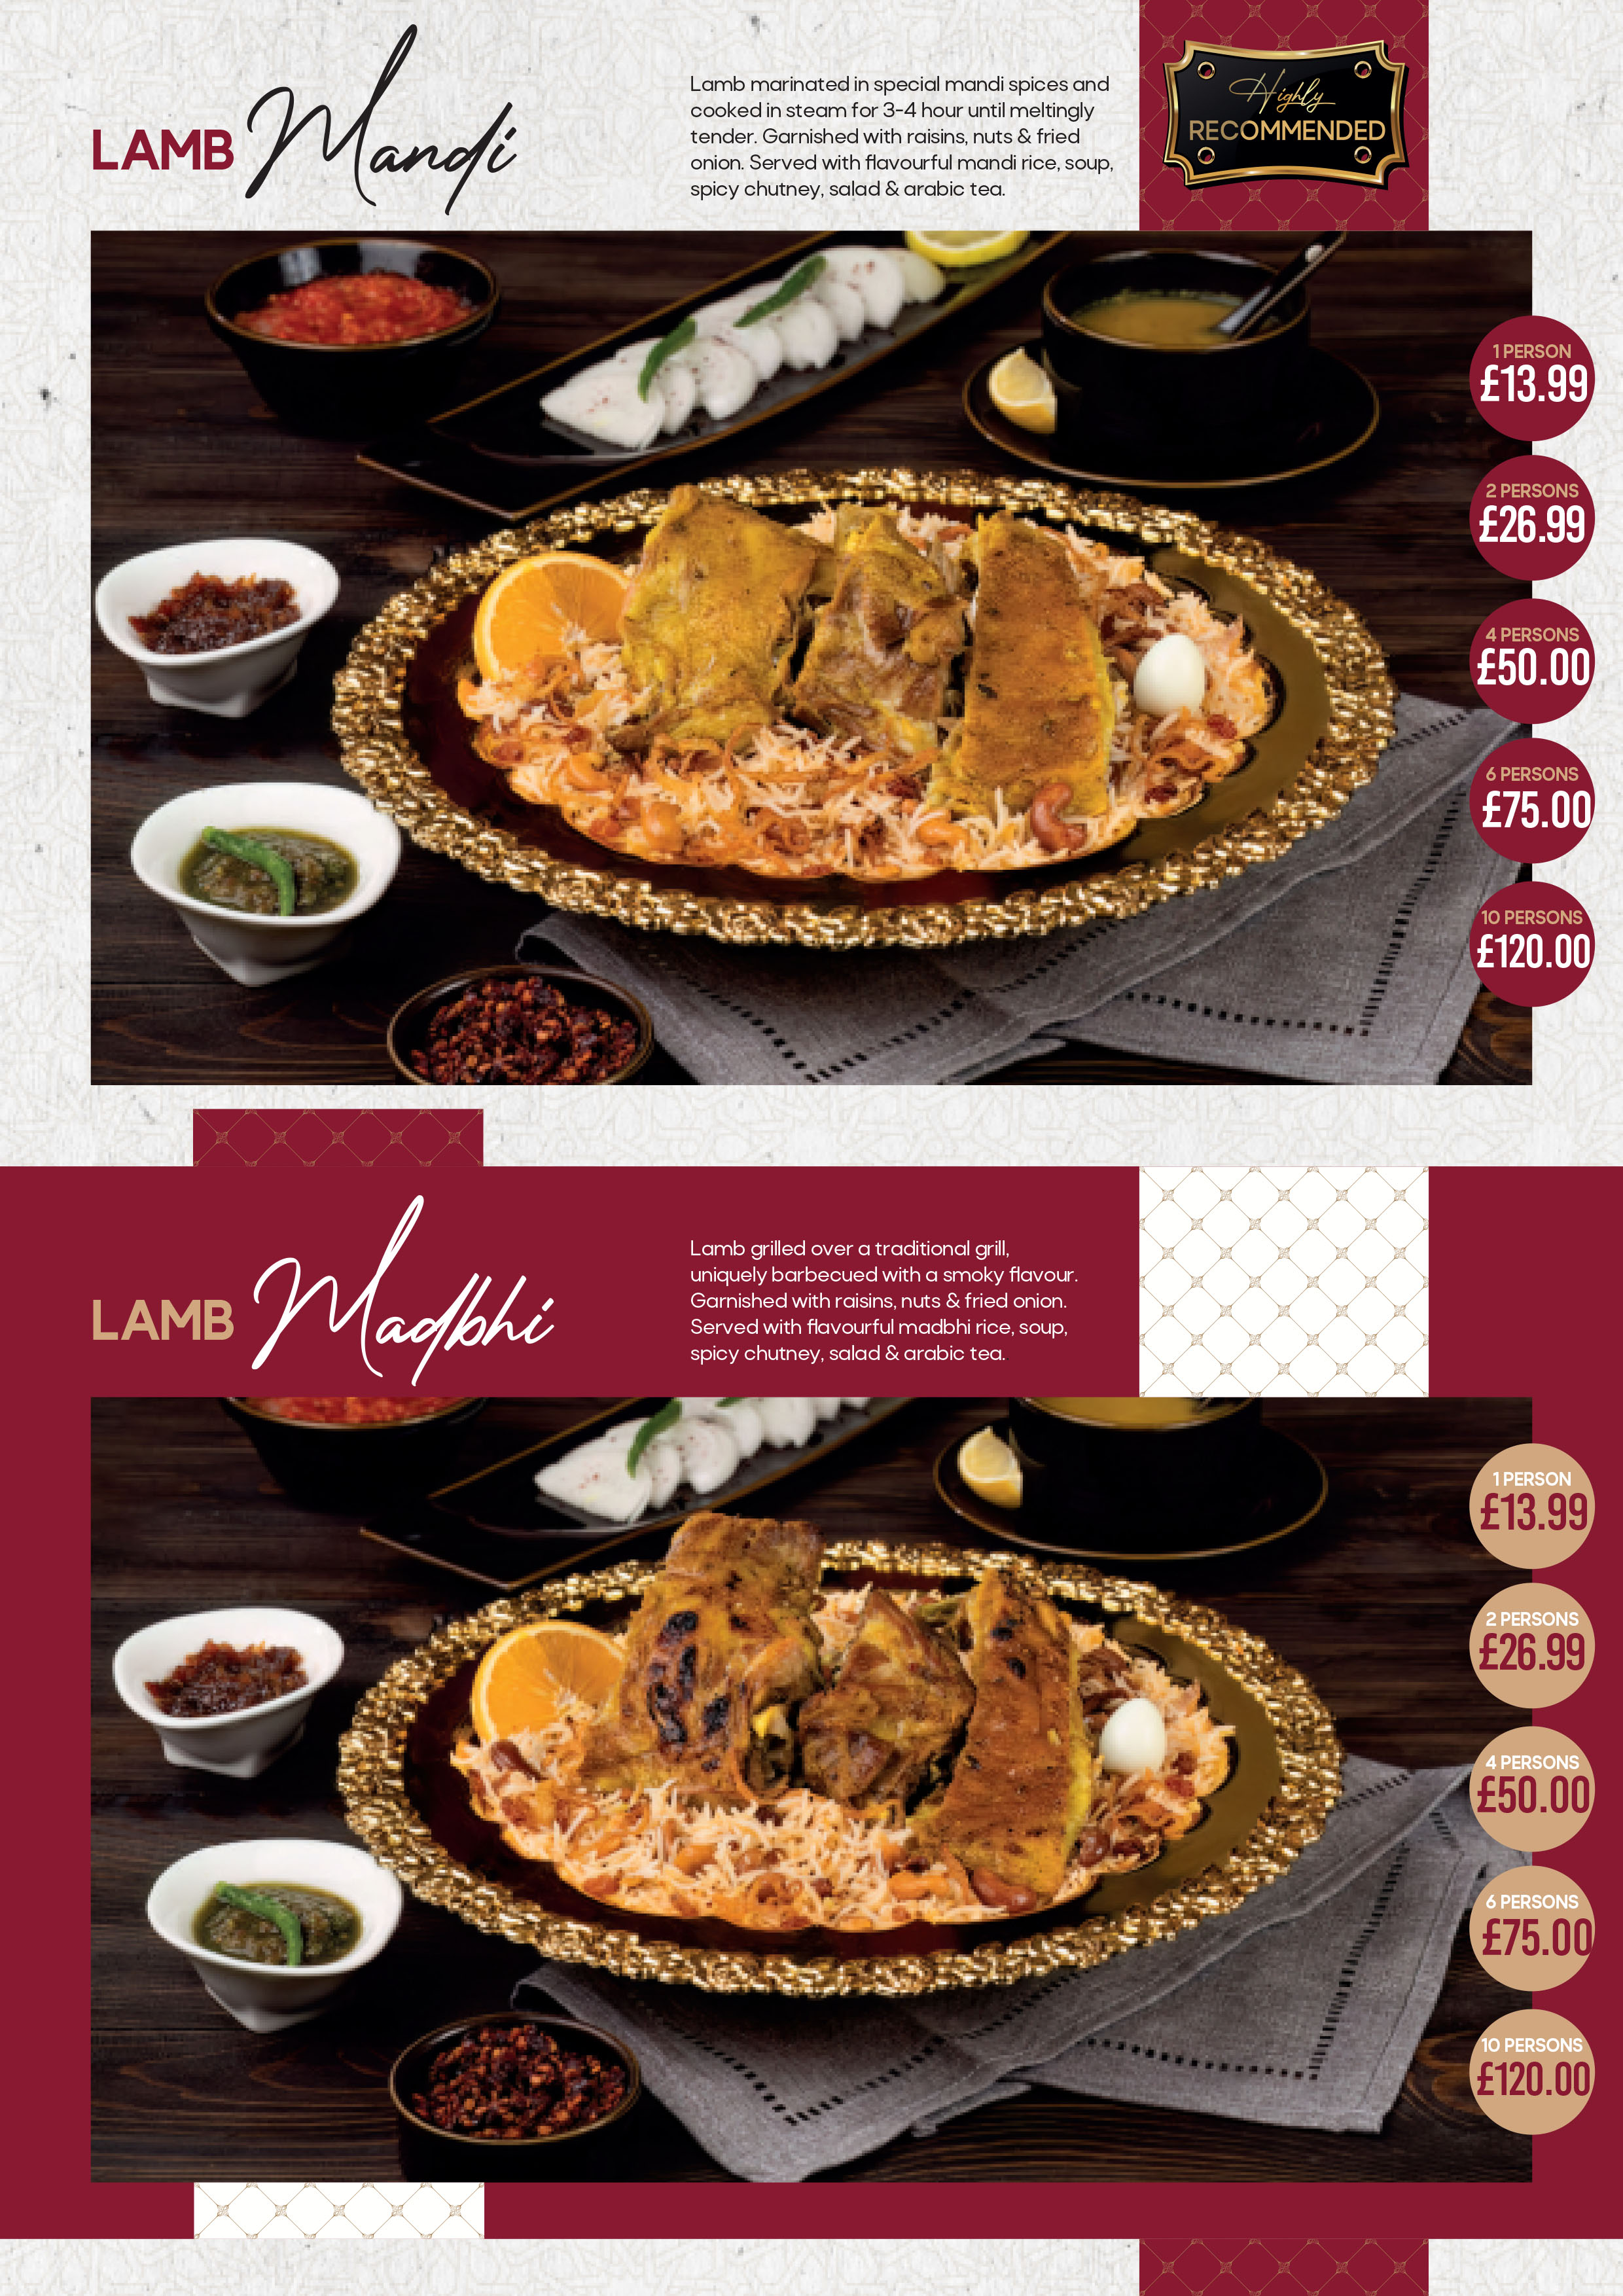 LAMB Mandi
Lamb marinated in special mandi spices and
cooked in steam for 3-4 hour until meltingly
tender. Garnished with raisins, nuts & fried
onion. Served with flavourful mandi rice, soup,
spicy chutney, salad & arabic tea.
Highly
RECOMMENDED
1 PERSON
£13.99
2 PERSONS
£26.99
4 PERSONS
£50.00
6 PERSONS
£75.00
10 PERSONS
£120.00
LAMB Madbhi
Lamb grilled over a traditional grill,
uniquely barbecued with a smoky flavour.
Garnished with raisins, nuts & fried onion.
Served with flavourful madbhi rice, soup,
spicy chutney, salad & arabic tea.
1 PERSON
£13.99
2 PERSONS
£26.99
4 PERSONS
£50.00
6 PERSONS
£75.00
10 PERSONS
£120.00